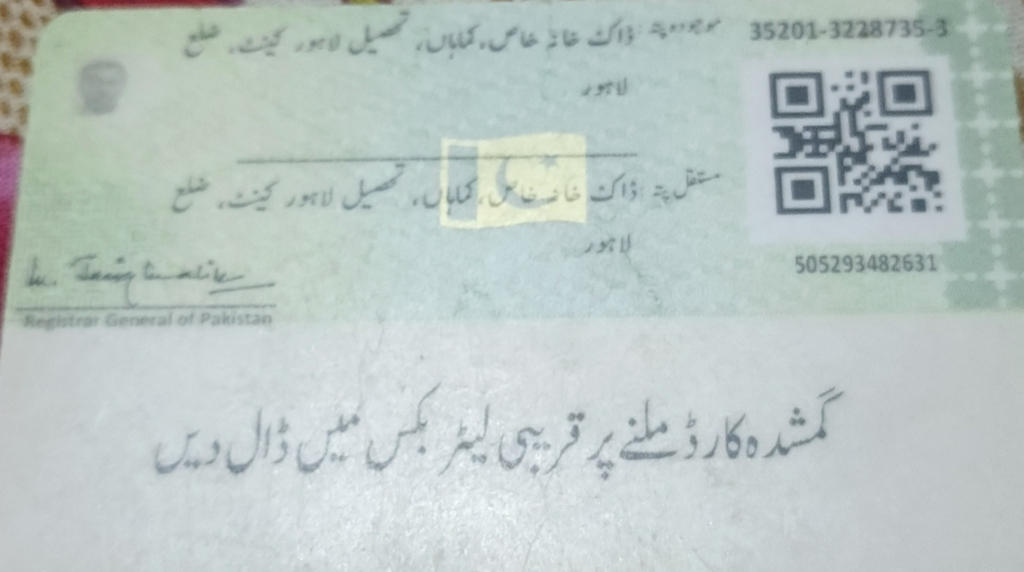 موجودہ پتہ: ڈاک خانہ خاص، کماہاں، تحصیل لاہور کینٹ، ضلع
لاہور
35201-3228735-3
مستقل پتہ: ڈاک خانہ خاص، کماہاں، تحصیل لاہور کینٹ، ضلع
لاہور
505293482631
Registrar General of Pakistan
گمشدہ کارڈ ملنے پر قریبی لیٹر بکس میں ڈال دیں